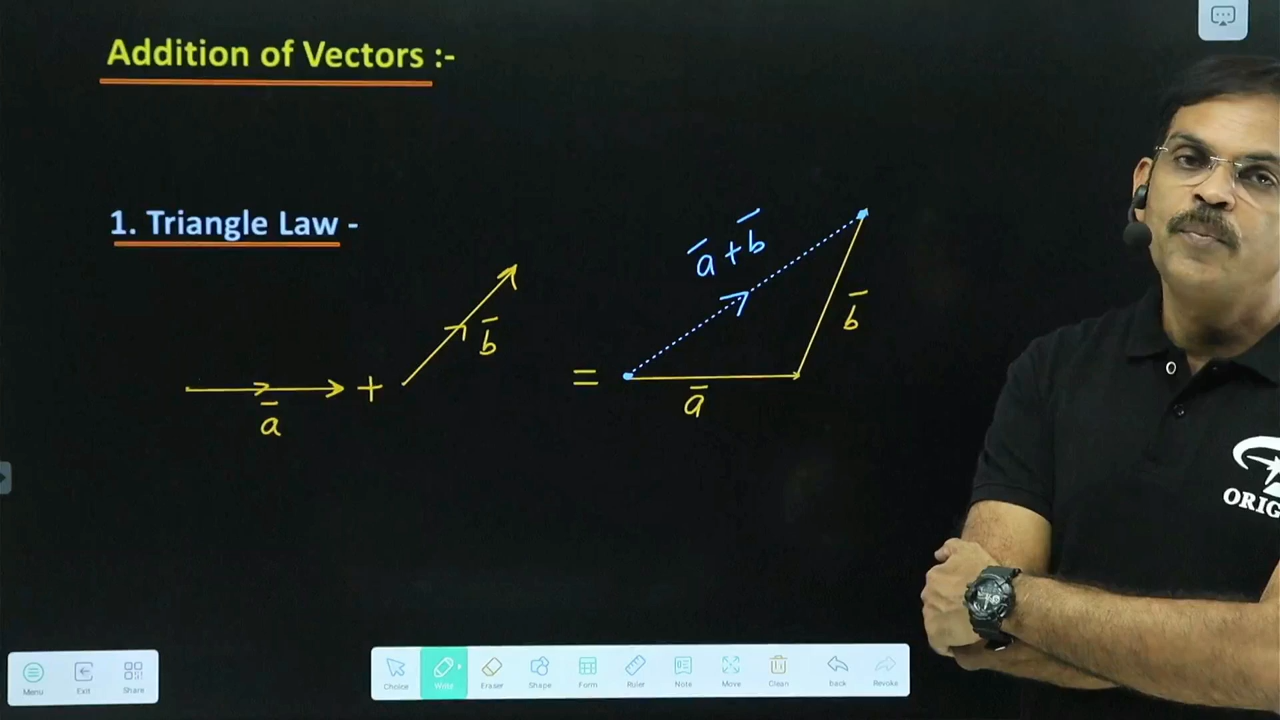 Addition of Vectors :-
1. Triangle Law -
a̅ + b̅ = a̅ b̅
a̅ + b̅
Menu Exit Share
Choice Write Eraser Shape Form Ruler Note Move Clean back Revoke